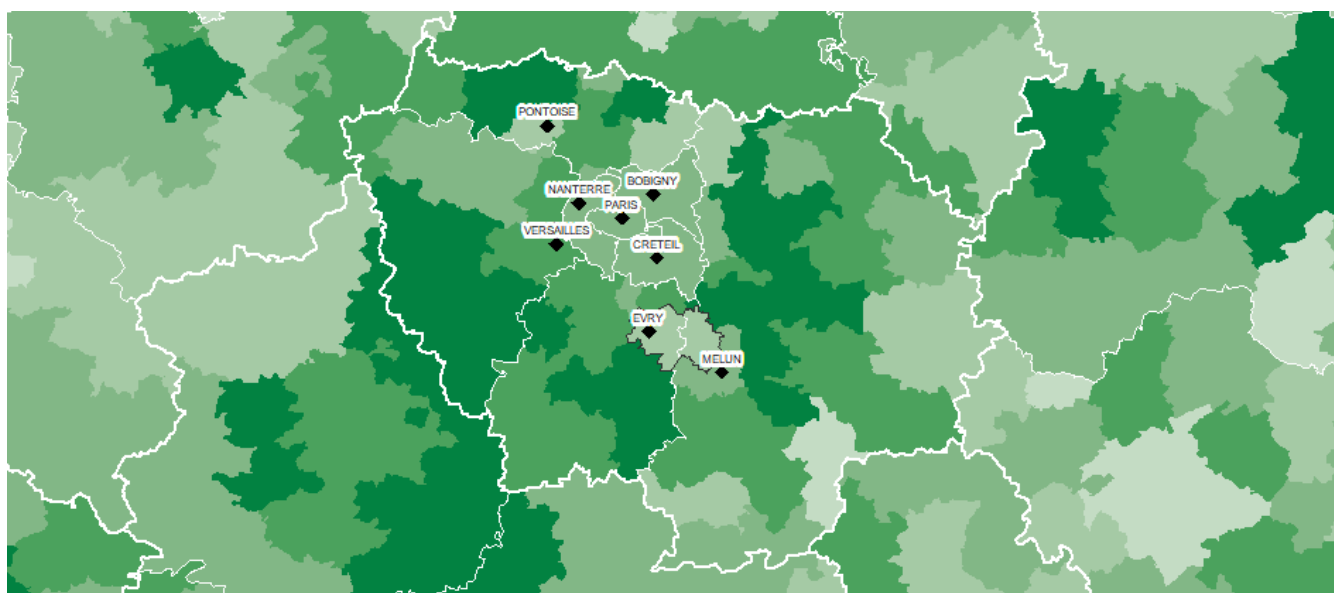 PONTOISE
BOBIGNY
NANTERRE
PARIS
VERSAILLES
CRETEIL
EVRY
MELUN